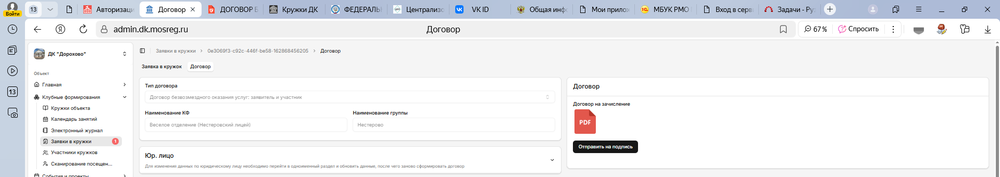 Войти
13
Авторизаци
Договор
ДОГОВОР Б
Кружки ДК
ФЕДЕРАЛЬ
Централизо
VK ID
Общая инфо
Мои прилож
МБУК РМО
Вход в серви
Задачи - Руз
admin.dk.mosreg.ru
Договор
67 %
Спросить
13
ДК "Дорохово"
Объект
Главная
Клубные формирования
Кружки объекта
Календарь занятий
Электронный журнал
Заявки в кружки
1
Участники кружков
Сканирование посещен...
События и проекты
Заявки в кружки > 0e3069f3-c92c-446f-be58-162868456205 > Договор
Заявка в кружок
Договор
Тип договора
Договор безвозмездного оказания услуг: заявитель и участник
Наименование КФ
Наименование группы
Веселое отделение (Нестеровский лицей)
Нестерово
Юр. лицо
Для изменения данных по юридическому лицу необходимо перейти в одноименный раздел и обновить данные, после чего заново сформировать договор
Договор
Договор на зачисление
PDF
Отправить на подпись